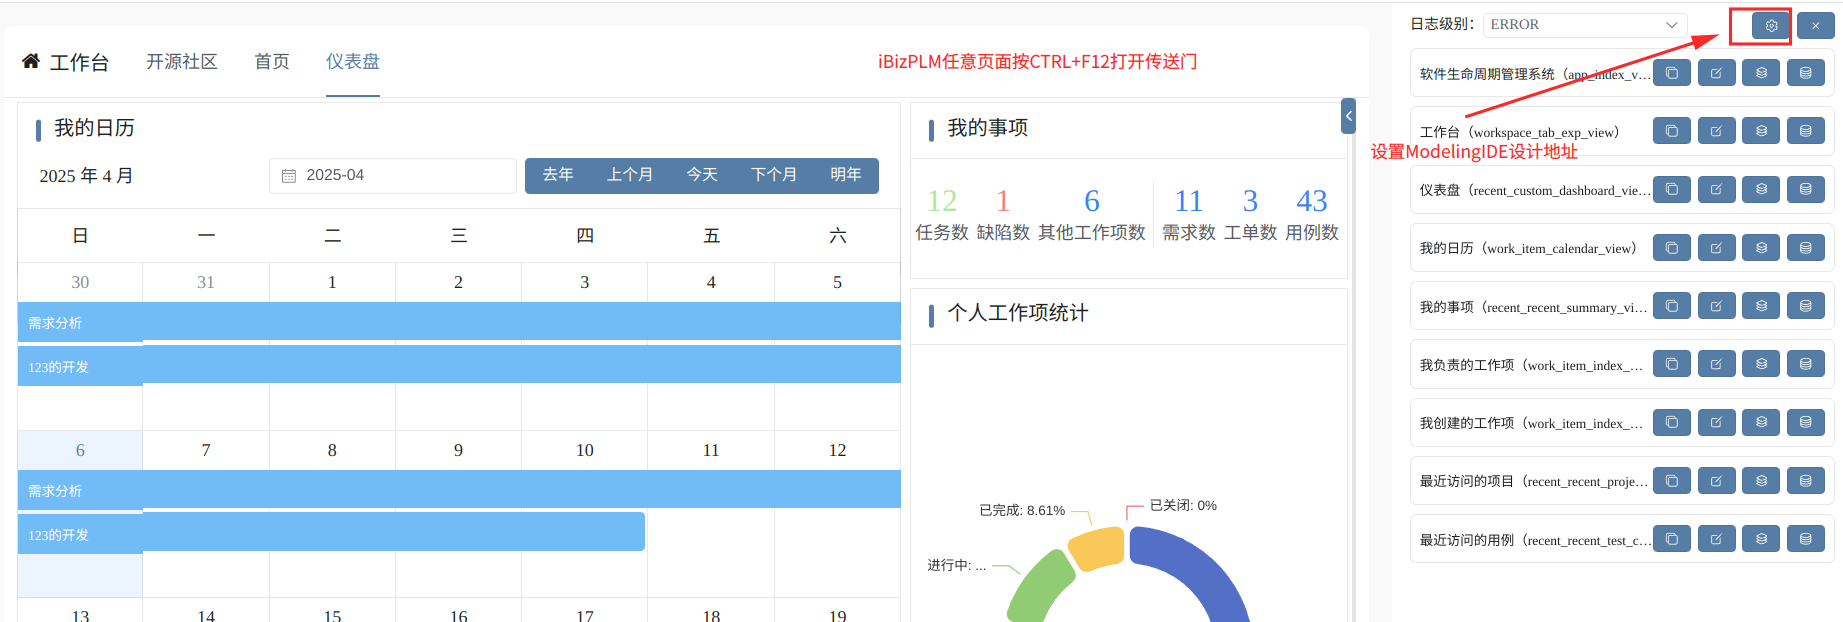 工作台 开源社区 首页 仪表盘
iBizPLM任意页面按CTRL+F12打开传送门
我的日历
2025 年 4 月 2025-04 去年 上个月 今天 下个月 明年
日 一 二 三 四 五 六
30 31 1 2 3 4 5
需求分析
123的开发
6 7 8 9 10 11 12
需求分析
123的开发
13 14 15 16 17 18 19
我的事项
12 1 6 11 3 43
任务数 缺陷数 其他工作项数 需求数 工单数 用例数
个人工作项统计
已完成: 8.61%
已关闭: 0%
进行中: ...
日志级别: ERROR
软件生命周期管理系统（app_index_v...
工作台（workspace_tab_exp_view）
设置ModelingIDE设计地址
仪表盘（recent_custom_dashboard_vie...
我的日历（work_item_calendar_view）
我的事项（recent_recent_summary_vi...
我负责的工作项（work_item_index_...
我创建的工作项（work_item_index_...
最近访问的项目（recent_recent_proje...
最近访问的用例（recent_recent_test_c...